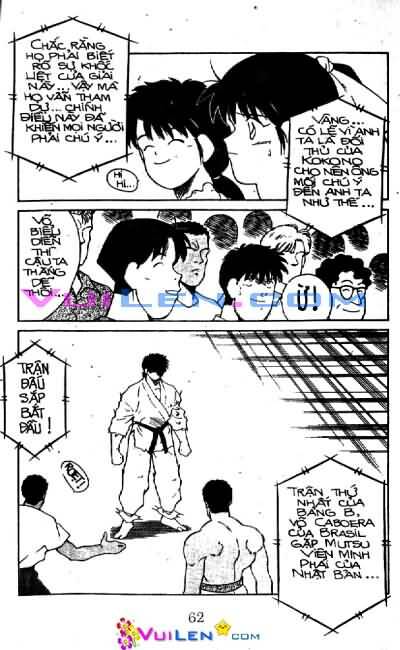 CHẮC RẰNG
HỌ PHẢI BIẾT
RÕ SỰ KHỐC
LIỆT CỦA GIẢI
NÀY... VẬY MÀ
HỌ VẪN THAM
DỰ... CHÍNH
ĐIỀU NÀY ĐÃ
KHIẾN MỌI NGƯỜI
PHẢI CHÚ Ý...
HI
HI...
VÂNG...
CÓ LẼ VÌ ANH
TA LÀ ĐỐI
THỦ CỦA
KOKONO
CHO NÊN ÔNG
MỚI CHÚ Ý
ĐẾN ANH TA
NHƯ THẾ...
VÕ
BIỂU
DIỄN
THÌ
CẬU TA
THẮNG
DỄ
THÔI...
Ừ!
VuiLen.com
TRẬN
ĐẤU
SẮP
BẮT
ĐẦU!
TRẬN THỨ
NHẤT CỦA
BẢNG B,
VÕ CABOERA
CỦA BRASIL
GẶP MUTSU
VIÊN MINH
PHÁI CỦA
NHẬT BẢN...
62
VuiLen.com